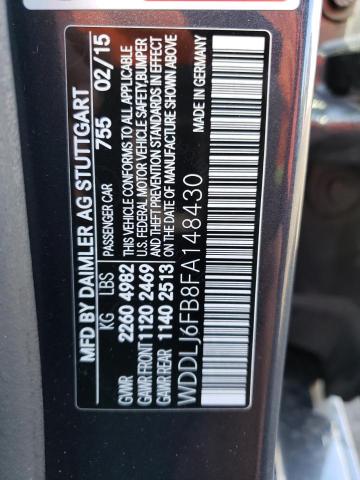 MFD BY DAIMLER AG STUTTGART
PASSENGER CAR 755 02/15
KG LBS
GVWR 2260 4982
GAWR FRONT 1120 2469
GAWR REAR 1140 2513
THIS VEHICLE CONFORMS TO ALL APPLICABLE
U.S. FEDERAL MOTOR VEHICLE SAFETY, BUMPER
AND THEFT PREVENTION STANDARDS IN EFFECT
ON THE DATE OF MANUFACTURE SHOWN ABOVE
MADE IN GERMANY
WDDLJ6FB8FA148430